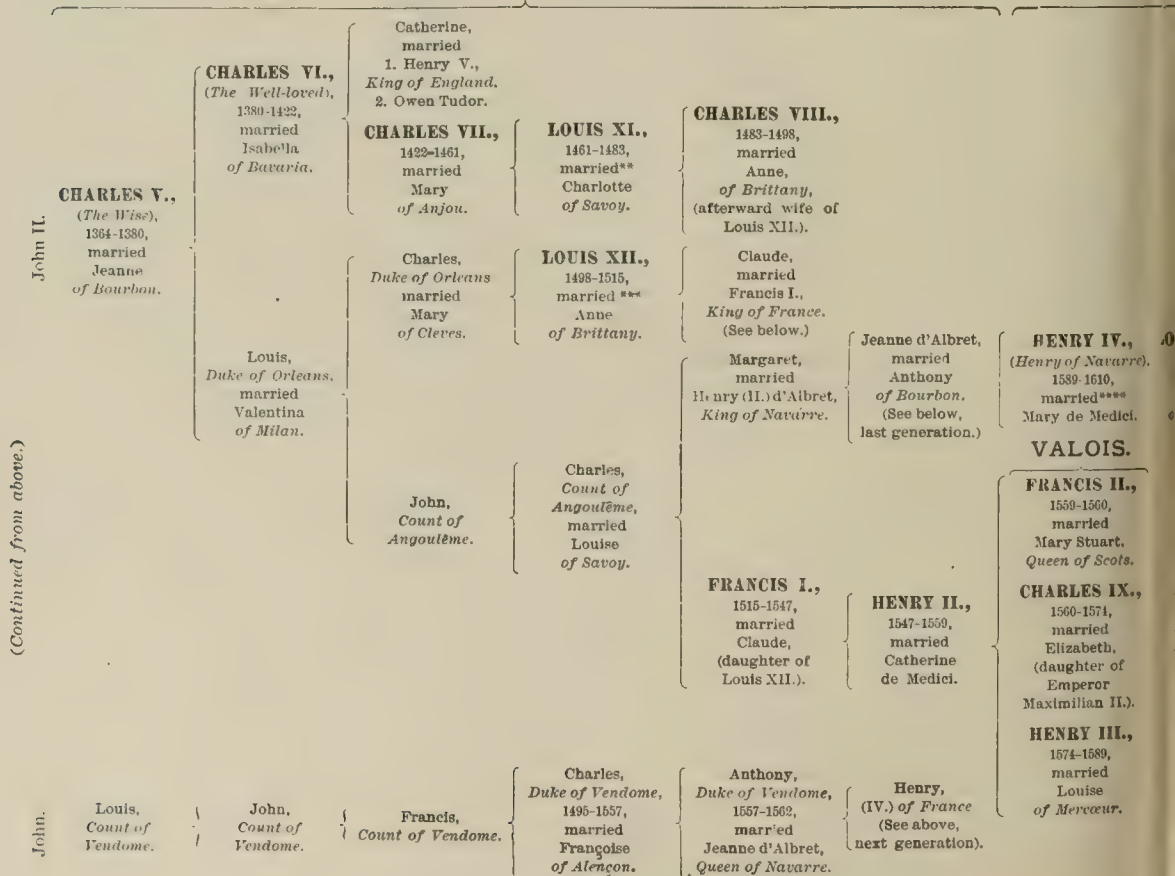 (Continued from above.)
John II.
CHARLES V.,
(The Wise),
1364-1380,
married
Jeanne
of Bourbon.
CHARLES VI.,
(The Well-loved),
1380-1422,
married
Isabella
of Bavaria.
Louis,
Duke of Orleans,
married
Valentina
of Milan.
Catherine,
married
1. Henry V.,
King of England.
2. Owen Tudor.
CHARLES VII.,
1422-1461,
married
Mary
of Anjou.
Charles,
Duke of Orleans
married
Mary
of Cleves.
John,
Count of
Angoulême.
LOUIS XI.,
1461-1483,
married**
Charlotte
of Savoy.
LOUIS XII.,
1498-1515,
married ***
Anne
of Brittany.
Charles,
Count of
Angoulême,
married
Louise
of Savoy.
CHARLES VIII.,
1483-1498,
married
Anne,
of Brittany,
(afterward wife of
Louis XII.).
Claude,
married
Francis I.,
King of France.
(See below.)
Margaret,
married
Henry (II.) d'Albret,
King of Navarre.
FRANCIS I.,
1515-1547,
married
Claude,
(daughter of
Louis XII.).
Jeanne d'Albret,
married
Anthony
of Bourbon.
(See below,
last generation.)
HENRY II.,
1547-1559,
married
Catherine
de Medici.
HENRY IV.,
(Henry of Navarre).
1589-1610,
married****
Mary de Medici.
VALOIS.
FRANCIS II.,
1559-1560,
married
Mary Stuart.
Queen of Scots.
CHARLES IX.,
1560-1574,
married
Elizabeth,
(daughter of
Emperor
Maximilian II.).
HENRY III.,
1574-1589,
married
Louise
of Mercœur.
John.
Louis,
Count of
Vendome.
John,
Count of
Vendome.
Francis,
Count of Vendome.
Charles,
Duke of Vendome,
1495-1557,
married
Françoise
of Alençon.
Anthony,
Duke of Vendome,
1557-1562,
married
Jeanne d'Albret,
Queen of Navarre.
Henry,
(IV.) of France
(See above,
next generation).